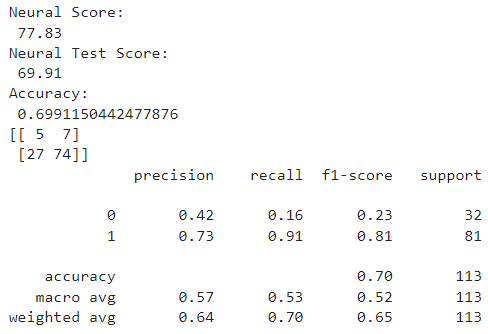 Neural Score:
77.83
Neural Test Score:
69.91
Accuracy:
0.6991150442477876
[[ 5 7]
[27 74]]
precision recall f1-score support
0 0.42 0.16 0.23 32
1 0.73 0.91 0.81 81
accuracy 0.70 113
macro avg 0.57 0.53 0.52 113
weighted avg 0.64 0.70 0.65 113